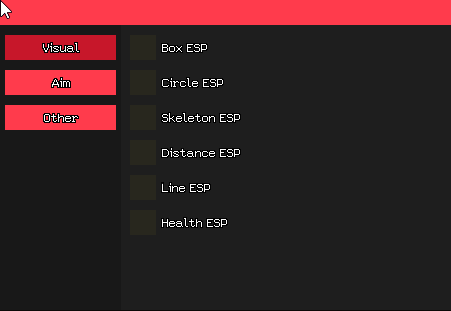 Visual
Aim
Other
Box ESP
Circle ESP
Skeleton ESP
Distance ESP
Line ESP
Health ESP